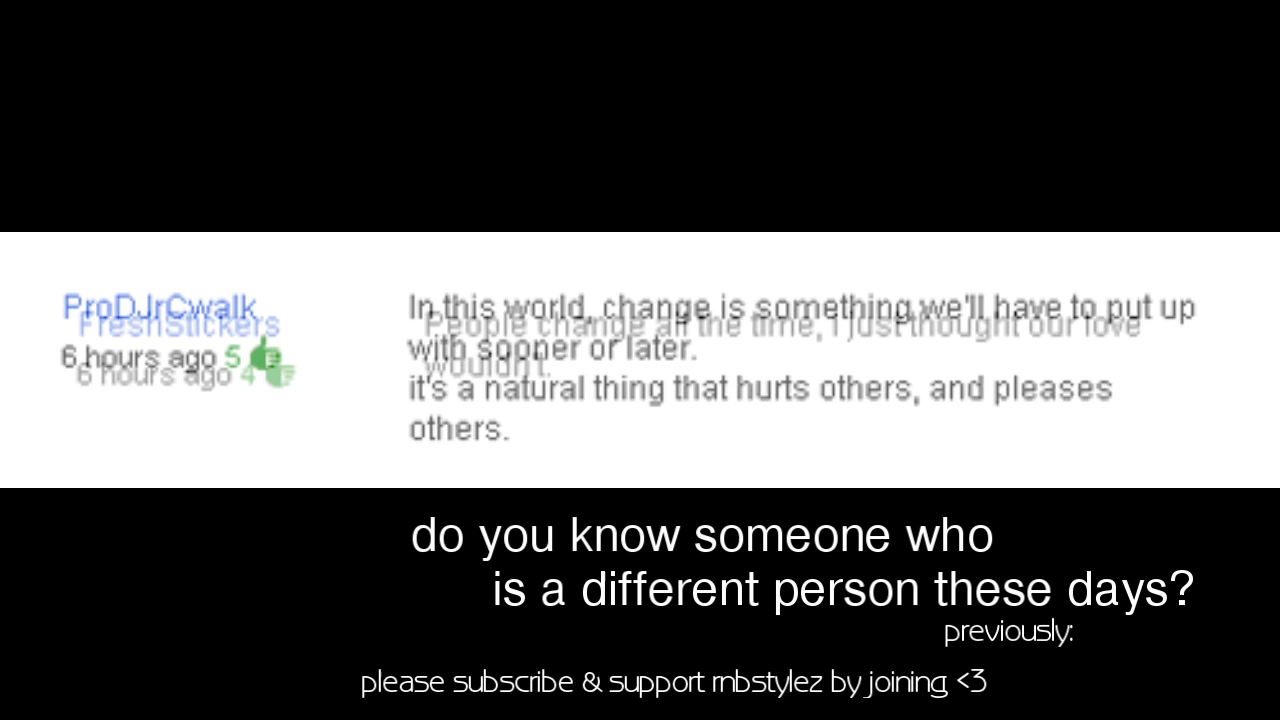 ProDJrCwalk
FreshStickers
6 hours ago 5
6 hours ago 4
In this world, change is something we'll have to put up
with sooner or later.
it's a natural thing that hurts others, and pleases
others.
People change all the time, I just thought our love
wouldn't.
do you know someone who
is a different person these days?
previously:
please subscribe & support rnbstylez by joining <3